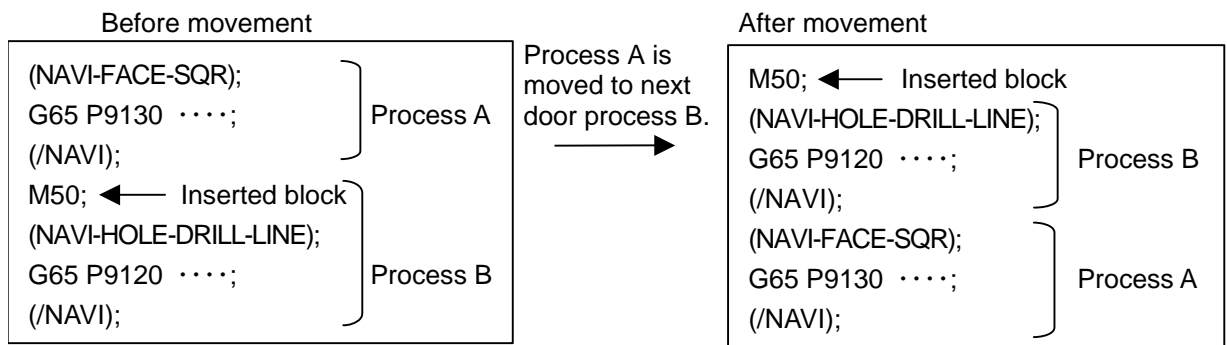 Before movement
(NAVI-FACE-SQR);
G65 P9130 ････;
(/NAVI);
Process A
M50; ← Inserted block
(NAVI-HOLE-DRILL-LINE);
G65 P9120 ････;
(/NAVI);
Process B
Process A is
moved to next
door process B.
After movement
M50; ← Inserted block
(NAVI-HOLE-DRILL-LINE);
G65 P9120 ････;
(/NAVI);
Process B
(NAVI-FACE-SQR);
G65 P9130 ････;
(/NAVI);
Process A